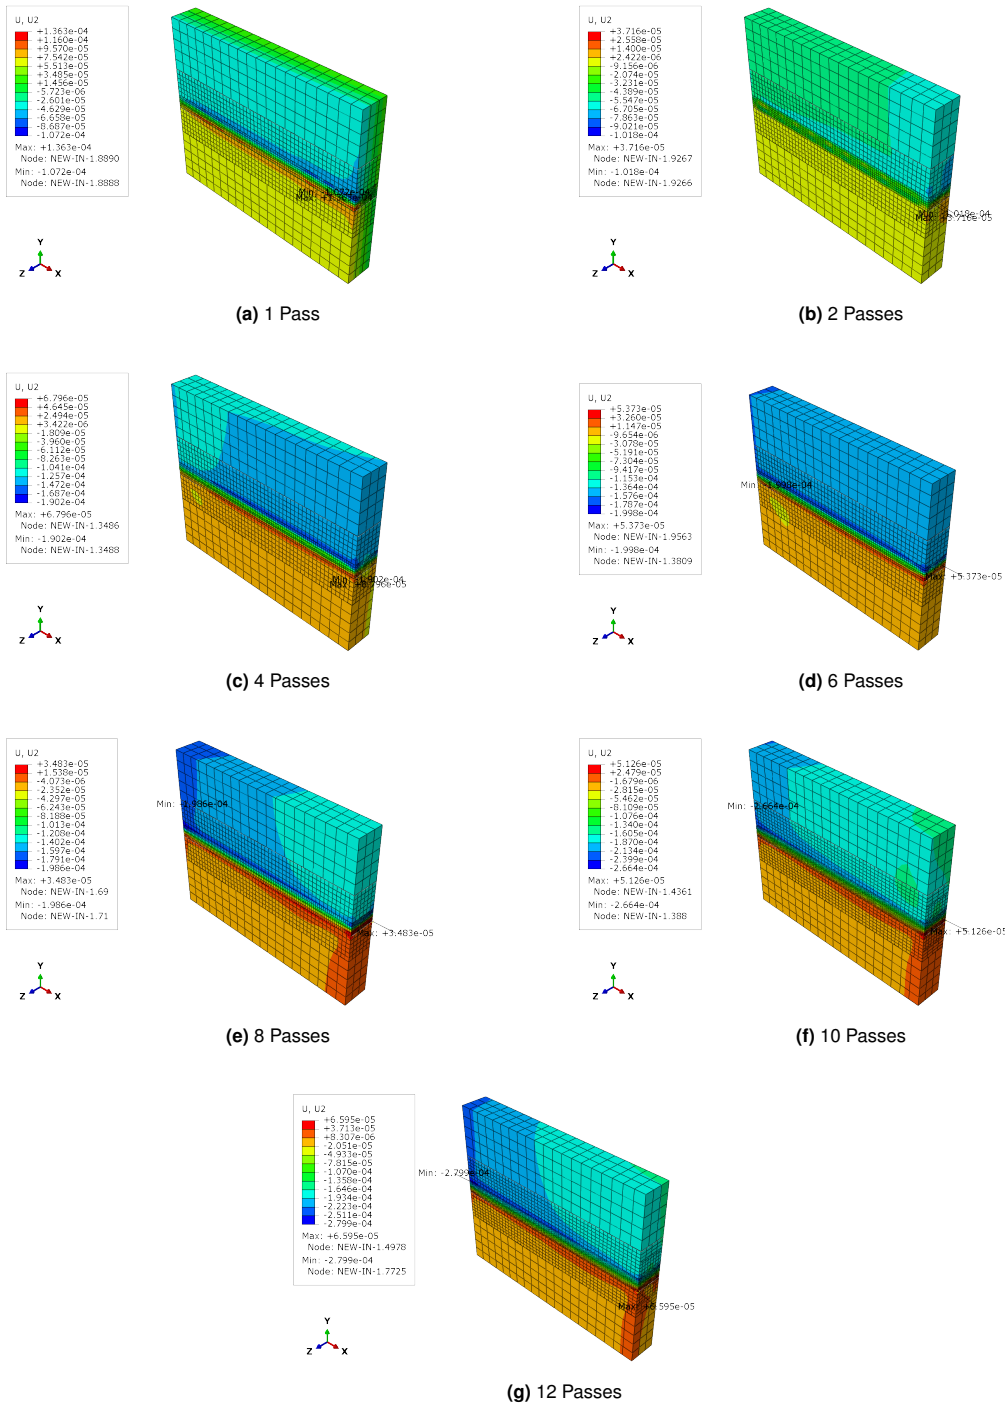 U, U2
+1.363e-04
+1.160e-04
+9.570e-05
+7.542e-05
+5.513e-05
+3.485e-05
+1.456e-05
-5.723e-06
-2.601e-05
-4.629e-05
-6.658e-05
-8.687e-05
-1.072e-04
Max: +1.363e-04
Node: NEW-IN-1.8890
Min: -1.072e-04
Node: NEW-IN-1.8888
Y
Z X
(a) 1 Pass
U, U2
+3.716e-05
+2.558e-05
+1.400e-05
+2.422e-06
-9.156e-06
-2.074e-05
-3.231e-05
-4.389e-05
-5.547e-05
-6.705e-05
-7.863e-05
-9.021e-05
-1.018e-04
Max: +3.716e-05
Node: NEW-IN-1.9267
Min: -1.018e-04
Node: NEW-IN-1.9266
Y
Z X
(b) 2 Passes
U, U2
+6.796e-05
+4.645e-05
+2.494e-05
+3.422e-06
-1.809e-05
-3.960e-05
-6.112e-05
-8.263e-05
-1.041e-04
-1.257e-04
-1.472e-04
-1.687e-04
-1.902e-04
Max: +6.796e-05
Node: NEW-IN-1.3486
Min: -1.902e-04
Node: NEW-IN-1.3488
Y
Z X
(c) 4 Passes
U, U2
+5.373e-05
+3.260e-05
+1.147e-05
-9.654e-06
-3.078e-05
-5.191e-05
-7.304e-05
-9.417e-05
-1.153e-04
-1.364e-04
-1.576e-04
-1.787e-04
-1.998e-04
Max: +5.373e-05
Node: NEW-IN-1.9563
Min: -1.998e-04
Node: NEW-IN-1.3809
Min: -1.998e-04
Max: +5.373e-05
Y
Z X
(d) 6 Passes
U, U2
+3.483e-05
+1.538e-05
-4.073e-06
-2.352e-05
-4.297e-05
-6.243e-05
-8.188e-05
-1.013e-04
-1.208e-04
-1.402e-04
-1.597e-04
-1.791e-04
-1.986e-04
Max: +3.483e-05
Node: NEW-IN-1.69
Min: -1.986e-04
Node: NEW-IN-1.71
Min: -1.986e-04
Max: +3.483e-05
Y
Z X
(e) 8 Passes
U, U2
+5.126e-05
+2.479e-05
-1.679e-06
-2.815e-05
-5.462e-05
-8.109e-05
-1.076e-04
-1.340e-04
-1.605e-04
-1.870e-04
-2.134e-04
-2.399e-04
-2.664e-04
Max: +5.126e-05
Node: NEW-IN-1.4361
Min: -2.664e-04
Node: NEW-IN-1.388
Min: -2.664e-04
Max: +5.126e-05
Y
Z X
(f) 10 Passes
U, U2
+6.595e-05
+3.713e-05
+8.307e-06
-2.051e-05
-4.933e-05
-7.815e-05
-1.070e-04
-1.358e-04
-1.646e-04
-1.934e-04
-2.223e-04
-2.511e-04
-2.799e-04
Max: +6.595e-05
Node: NEW-IN-1.4978
Min: -2.799e-04
Node: NEW-IN-1.7725
Min: -2.799e-04
Max: +6.595e-05
Y
Z X
(g) 12 Passes